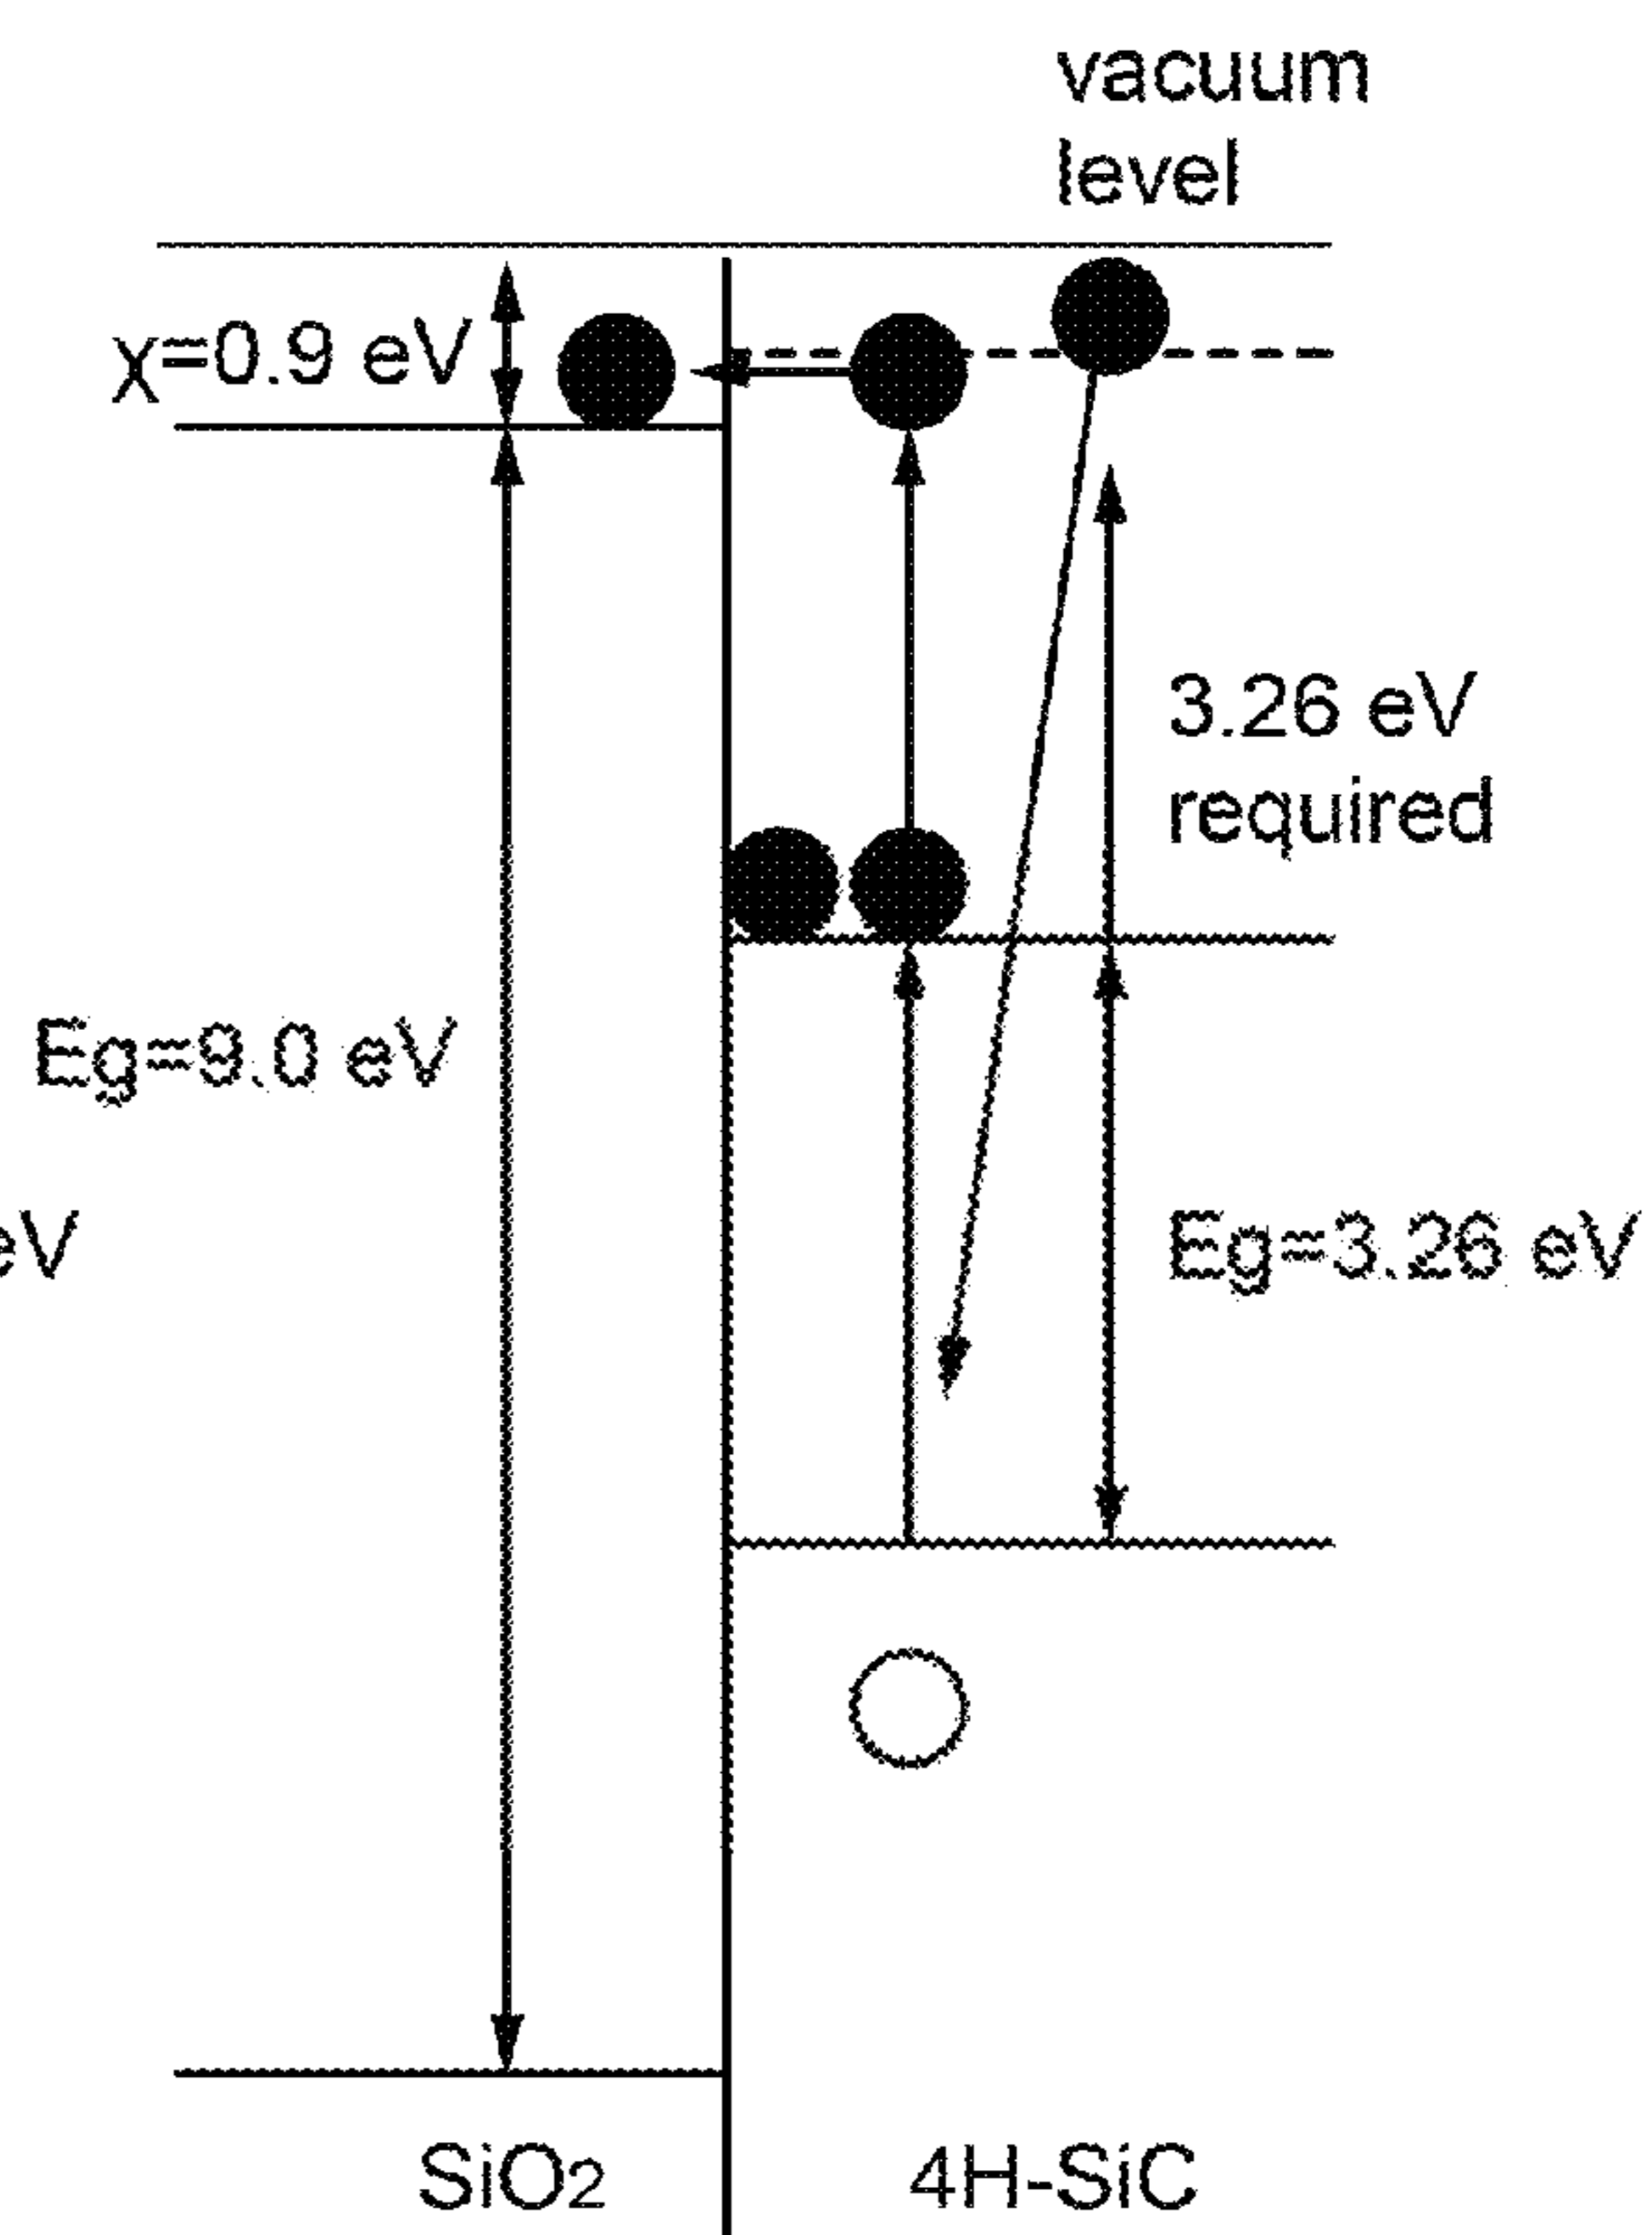 vacuum
level
χ=0.9 eV
3.26 eV
required
Eg=9.0 eV
eV
Eg=3.26 eV
SiO2
4H-SiC